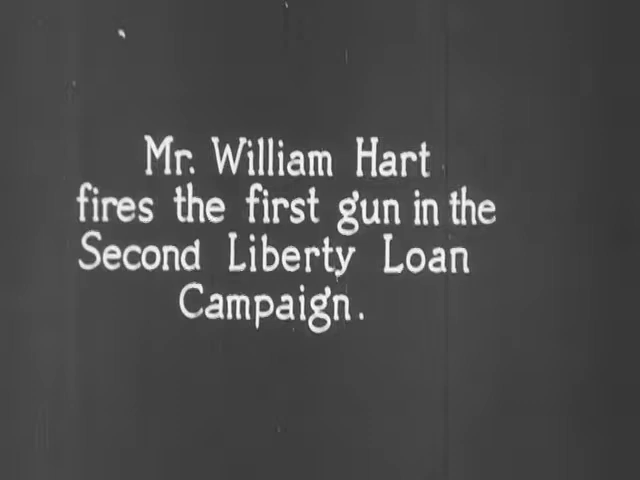 Mr. William Hart
fires the first gun in the
Second Liberty Loan
Campaign.